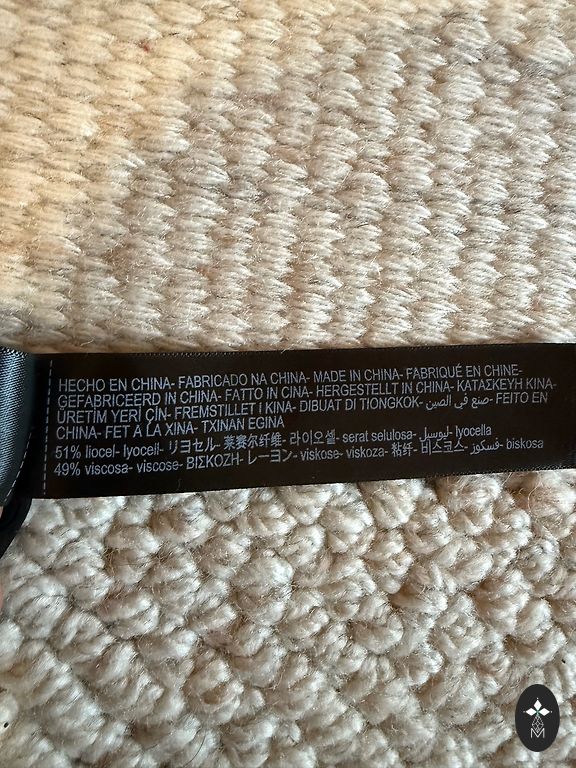 HECHO EN CHINA- FABRICADO NA CHINA- MADE IN CHINA- FABRIQUÉ EN CHINE-
GEFABRICEERD IN CHINA- FATTO IN CINA- HERGESTELLT IN CHINA- ΚΑΤΑΣΚΕΥΗ ΚΙΝΑ-
ÜRETİM YERİ ÇİN- FREMSTILLET I KINA- DIBUAT DI TIONGKOK- صنع في الصين- FEITO EN
CHINA- FET A LA XINA- TXINAN EGINA
51% liocel- lyocell- リヨセル- 莱赛尔纤维- 라이오셀- serat selulosa- ليوسيل- lyocella
49% viscosa- viscose- ΒΙΣΚΟΖΗ- レーヨン- viskose- viskoza- 粘纤- 비스코스- فسكوز- biskosa
M